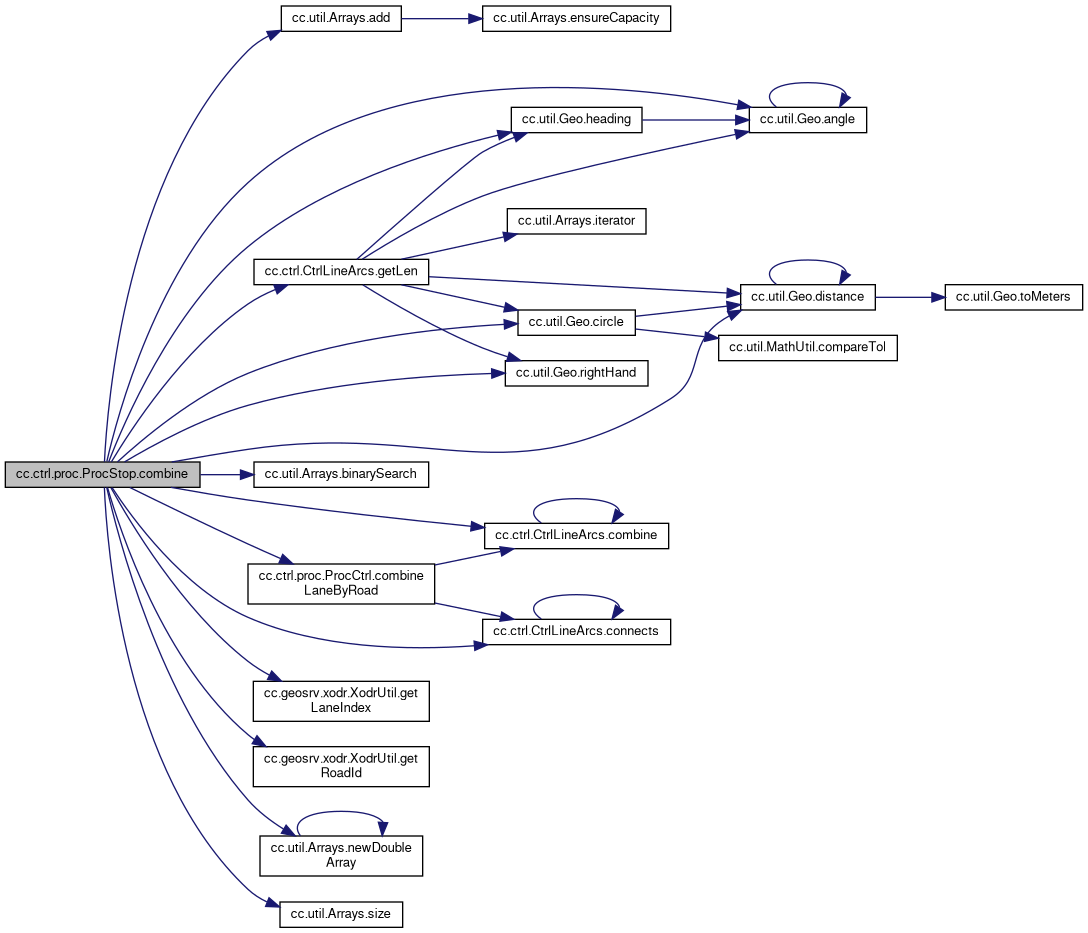 cc.util.Arrays.add
cc.util.Arrays.ensureCapacity
cc.util.Geo.heading
cc.util.Geo.angle
cc.util.Arrays.iterator
cc.ctrl.CtrlLineArcs.getLen
cc.util.Geo.distance
cc.util.Geo.toMeters
cc.util.Geo.circle
cc.util.MathUtil.compareTol
cc.util.Geo.rightHand
cc.ctrl.proc.ProcStop.combine
cc.util.Arrays.binarySearch
cc.ctrl.CtrlLineArcs.combine
cc.ctrl.proc.ProcCtrl.combine
LaneByRoad
cc.ctrl.CtrlLineArcs.connects
cc.geosrv.xodr.XodrUtil.get
LaneIndex
cc.geosrv.xodr.XodrUtil.get
RoadId
cc.util.Arrays.newDouble
Array
cc.util.Arrays.size